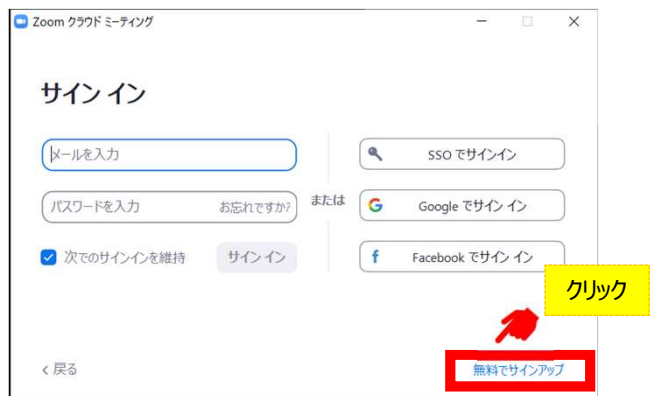 Zoom クラウド ミーティング
サイン イン
メールを入力
パスワードを入力 お忘れですか?
次でのサインインを維持 サイン イン
または
SSO でサインイン
Google でサイン イン
Facebook でサイン イン
クリック
戻る
無料でサインアップ